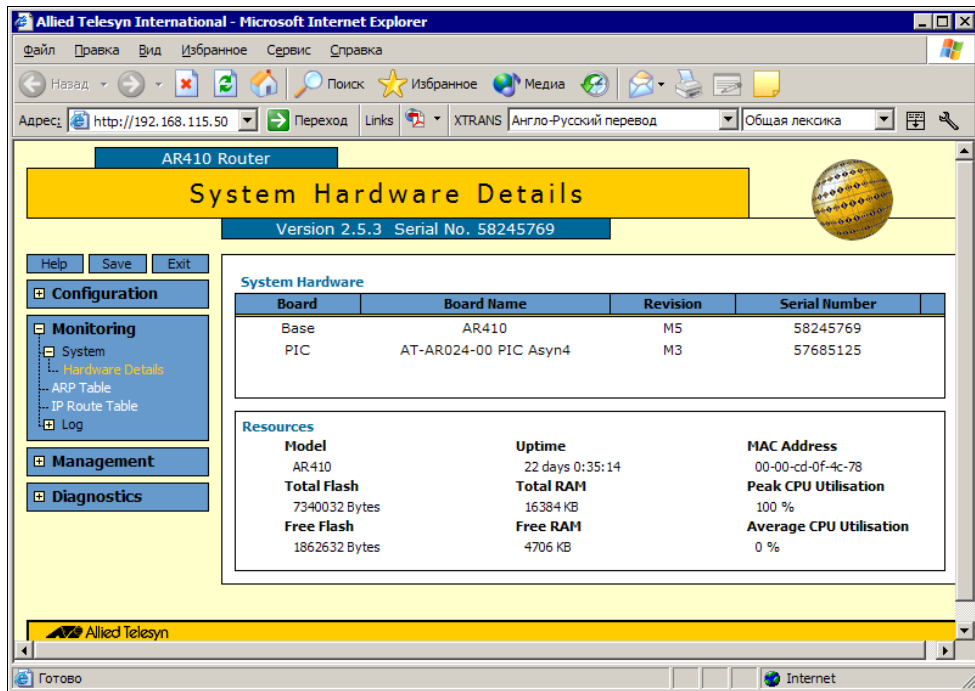 Allied Telesyn International - Microsoft Internet Explorer
Файл Правка Вид Избранное Сервис Справка
Назад Поиск Избранное Медиа
Адрес: http://192.168.115.50 Переход Links XTRANS Англо-Русский перевод Общая лексика
AR410 Router
System Hardware Details
Version 2.5.3 Serial No. 58245769
Help Save Exit
Configuration
Monitoring
System
Hardware Details
ARP Table
IP Route Table
Log
Management
Diagnostics
System Hardware
Board Board Name Revision Serial Number
Base AR410 M5 58245769
PIC AT-AR024-00 PIC Asyn4 M3 57685125
Resources
Model Uptime MAC Address
AR410 22 days 0:35:14 00-00-cd-0f-4c-78
Total Flash Total RAM Peak CPU Utilisation
7340032 Bytes 16384 KB 100 %
Free Flash Free RAM Average CPU Utilisation
1862632 Bytes 4706 KB 0 %
Allied Telesyn
Готово Internet